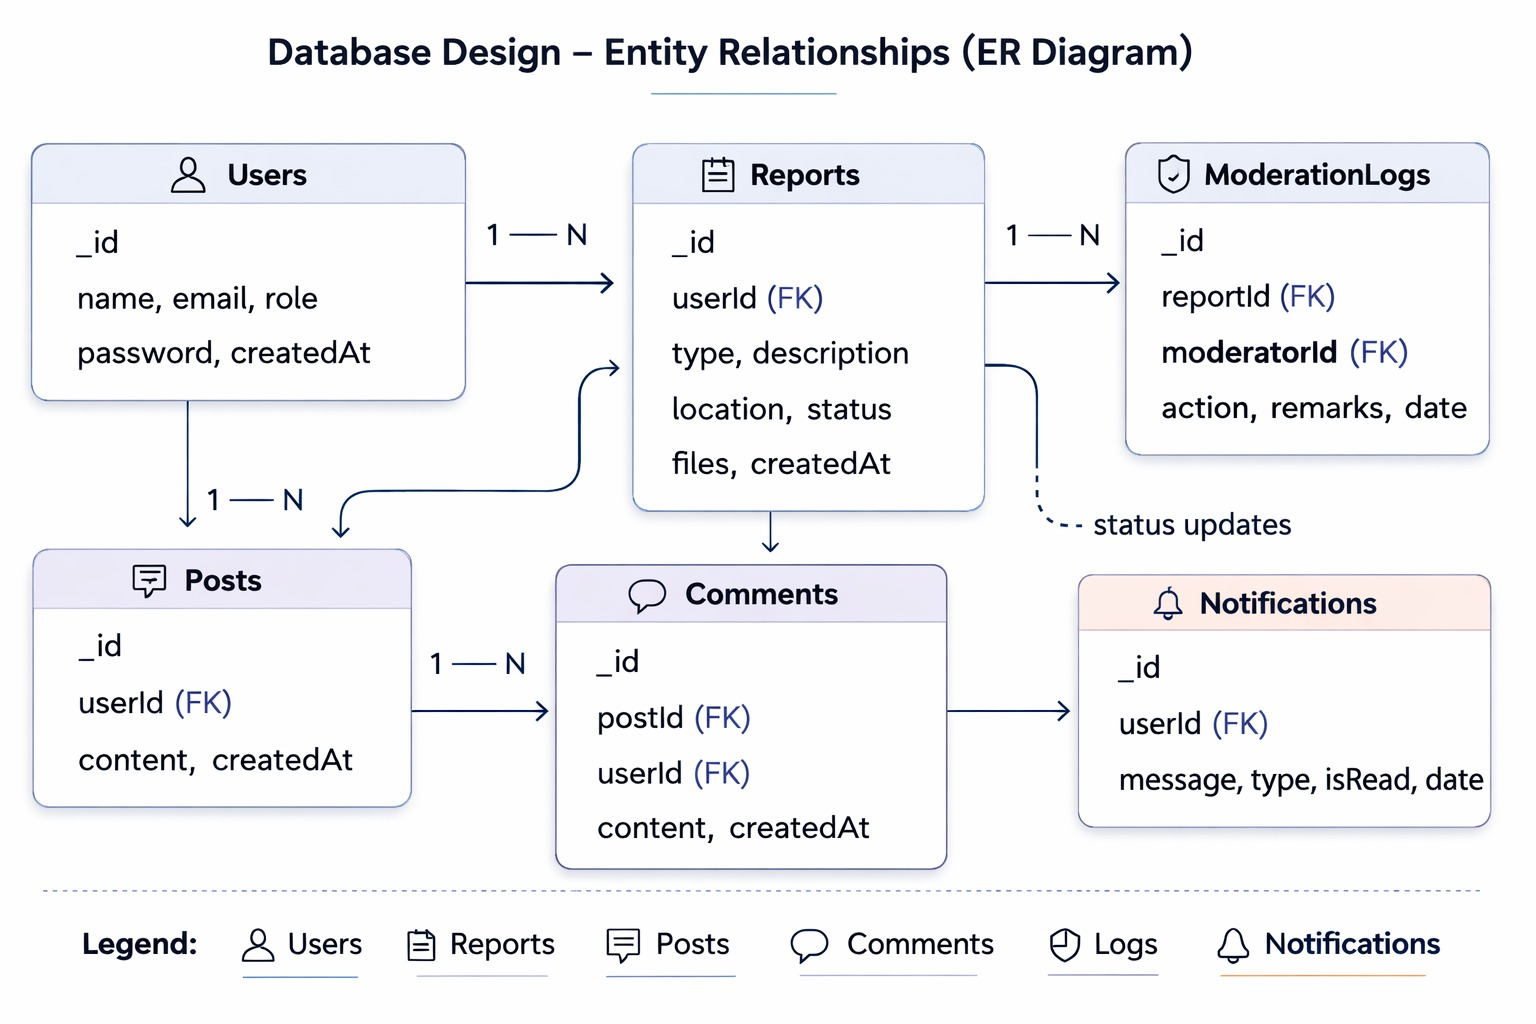 Database Design – Entity Relationships (ER Diagram)
Users
_id
name, email, role
password, createdAt
1 — N
Reports
_id
userId (FK)
type, description
location, status
files, createdAt
1 — N
ModerationLogs
_id
reportId (FK)
moderatorId (FK)
action, remarks, date
1 — N
status updates
Posts
_id
userId (FK)
content, createdAt
1 — N
Comments
_id
postId (FK)
userId (FK)
content, createdAt
Notifications
_id
userId (FK)
message, type, isRead, date
Legend: Users Reports Posts Comments Logs Notifications